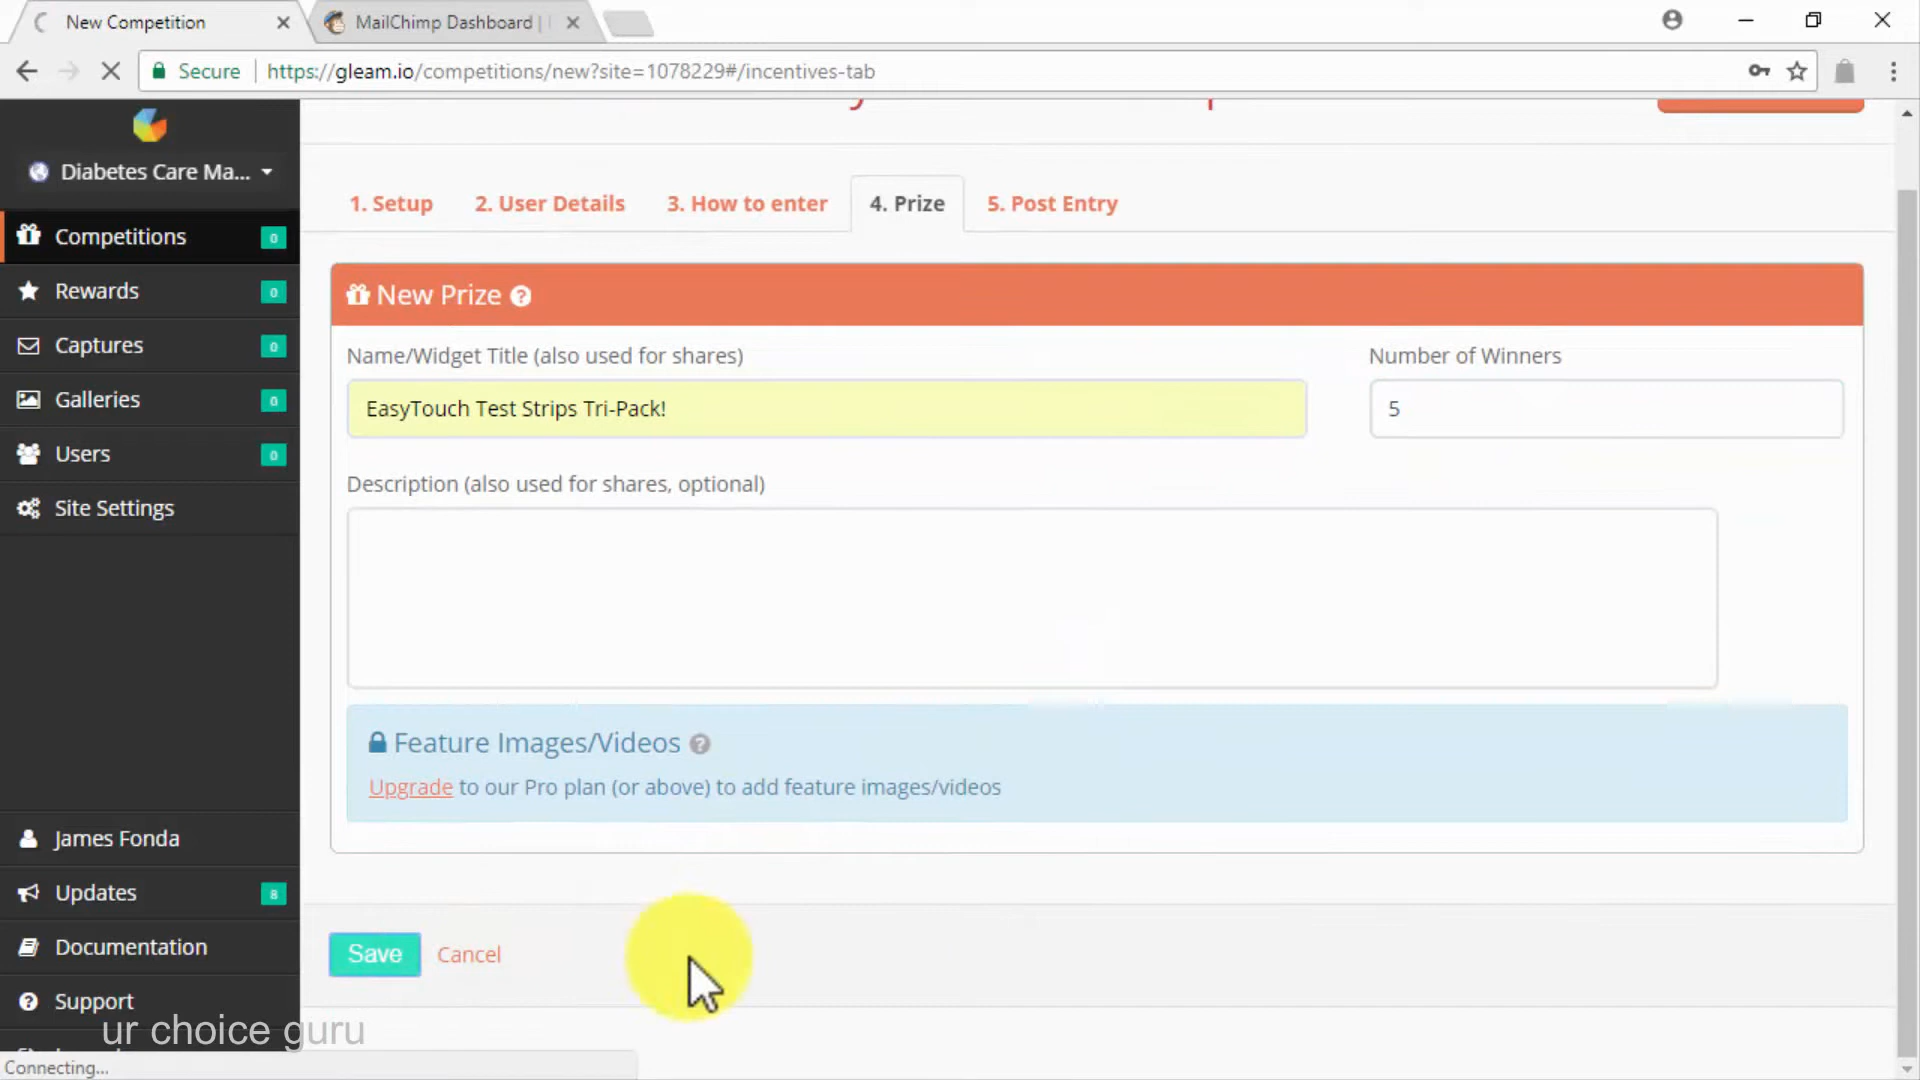 New Competition
MailChimp Dashboard |
Secure
https://gleam.io/competitions/new?site=1078229#/incentives-tab
Diabetes Care Ma...
Competitions 0
Rewards 0
Captures 0
Galleries 0
Users 0
Site Settings
1. Setup
2. User Details
3. How to enter
4. Prize
5. Post Entry
New Prize ?
Name/Widget Title (also used for shares)
Number of Winners
EasyTouch Test Strips Tri-Pack!
5
Description (also used for shares, optional)
Feature Images/Videos ?
Upgrade to our Pro plan (or above) to add feature images/videos
Save
Cancel
James Fonda
Updates 8
Documentation
Support
ur choice guru
Connecting...